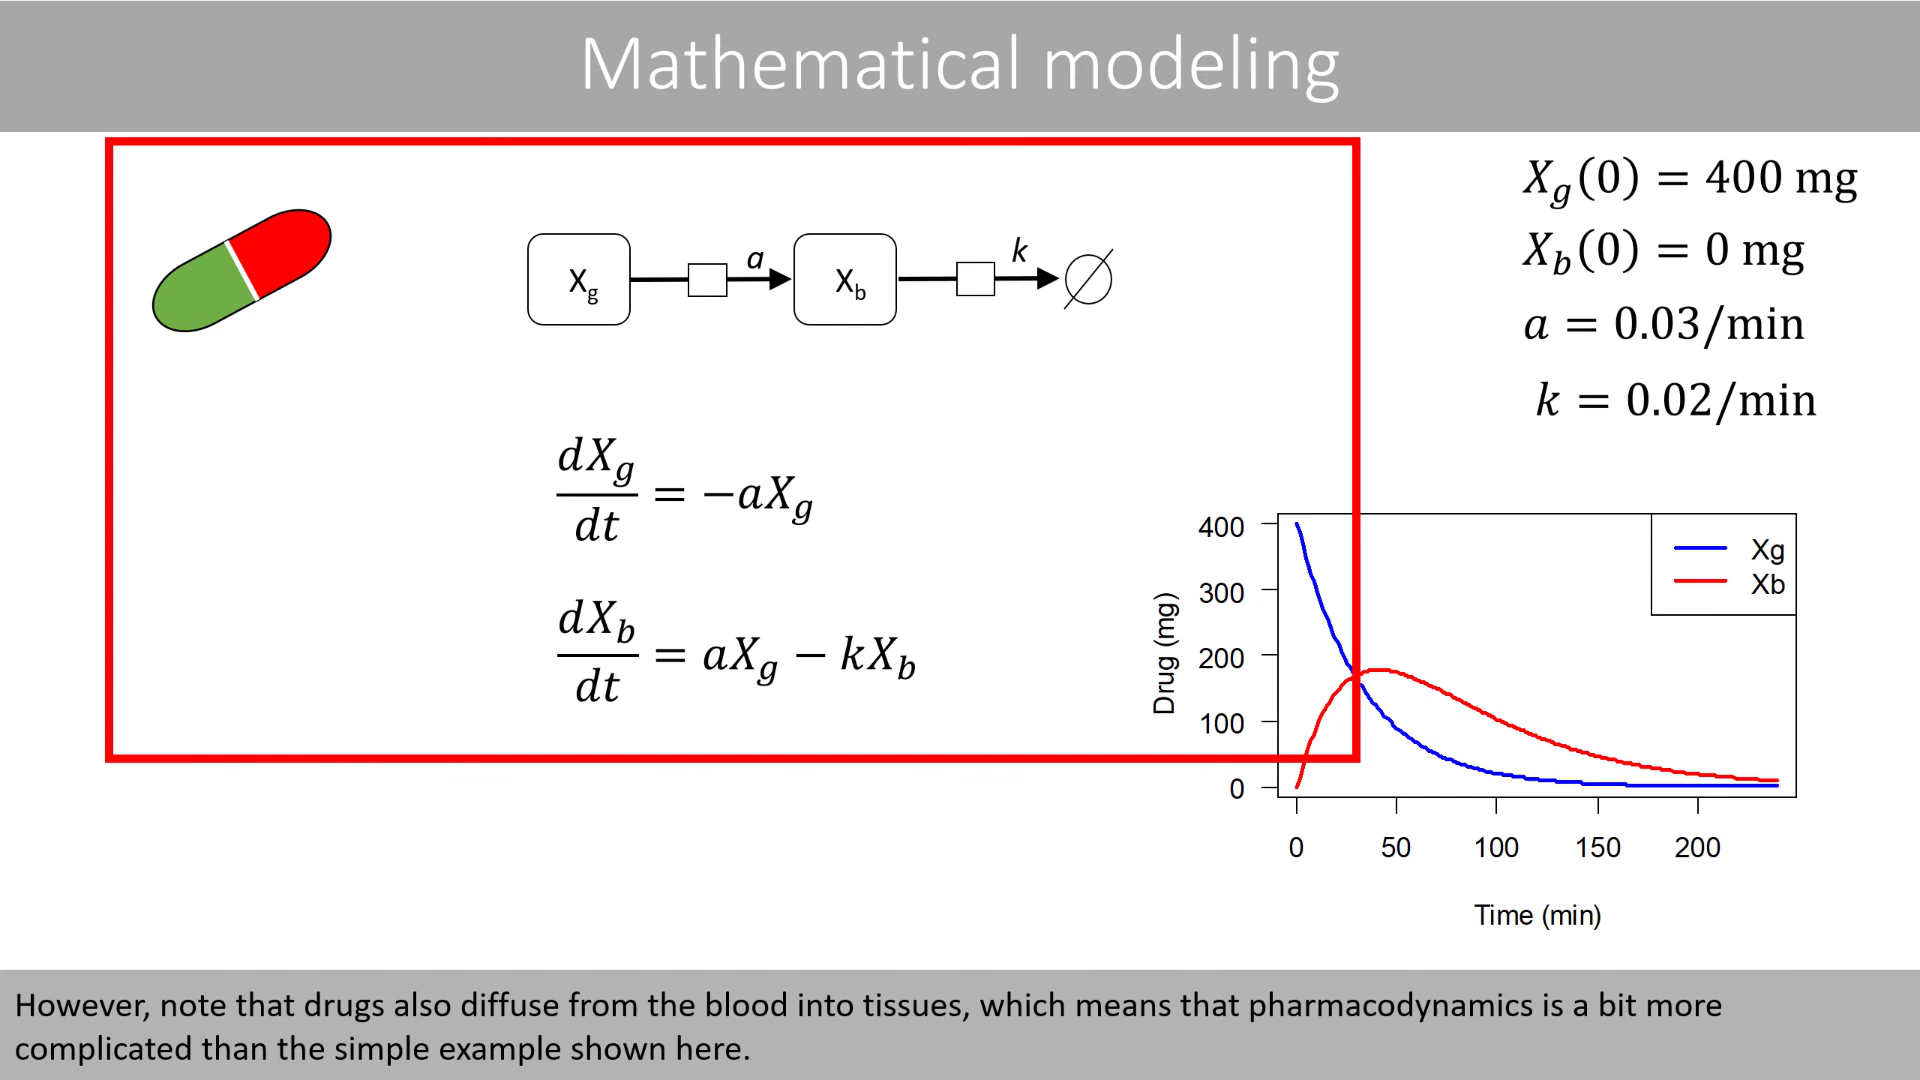 Mathematical modeling
X_g(0) = 400 mg
X_b(0) = 0 mg
a = 0.03/min
k = 0.02/min
X_g a X_b k ∅
dX_g/dt = −aX_g
dX_b/dt = aX_g − kX_b
Xg
Xb
Drug (mg)
400
300
200
100
0
0 50 100 150 200
Time (min)
However, note that drugs also diffuse from the blood into tissues, which means that pharmacodynamics is a bit more
complicated than the simple example shown here.